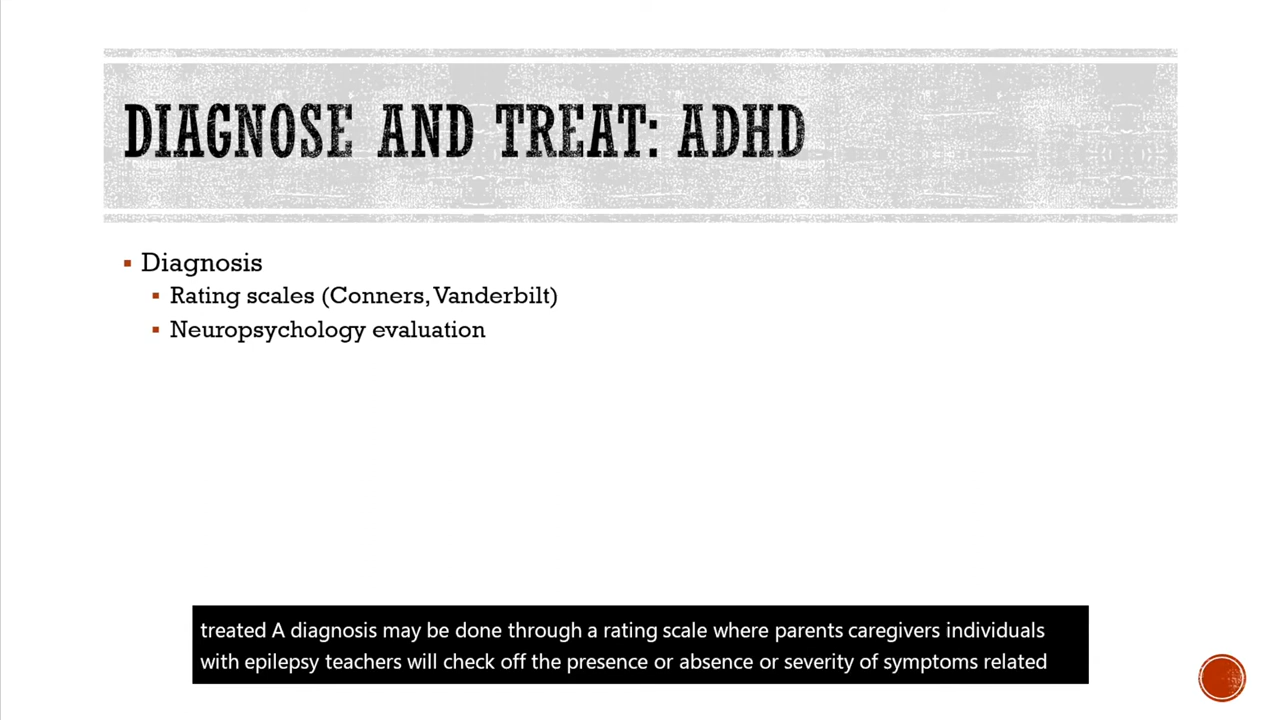 DIAGNOSE AND TREAT: ADHD
Diagnosis
Rating scales (Conners, Vanderbilt)
Neuropsychology evaluation
treated A diagnosis may be done through a rating scale where parents caregivers individuals
with epilepsy teachers will check off the presence or absence or severity of symptoms related